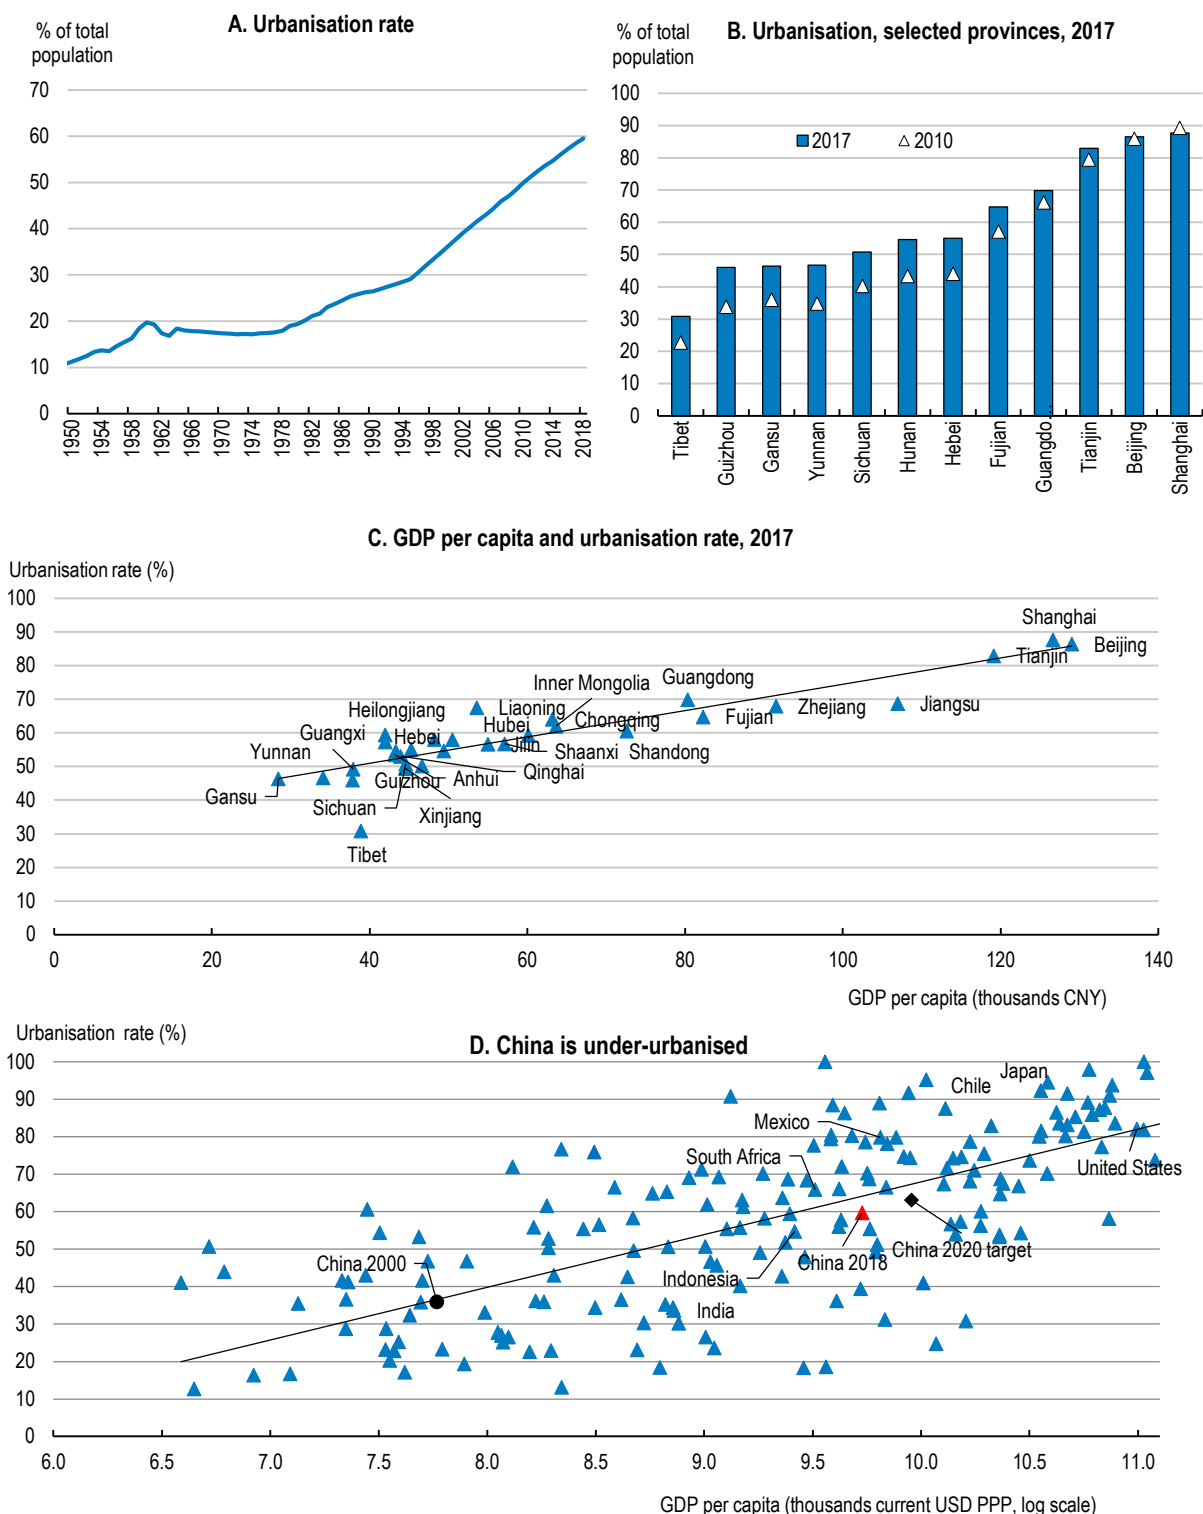 A. Urbanisation rate
% of total
population
70
60
50
40
30
20
10
0
1950
1954
1958
1962
1966
1970
1974
1978
1982
1986
1990
1994
1998
2002
2006
2010
2014
2018
B. Urbanisation, selected provinces, 2017
% of total
population
100
90
80
70
60
50
40
30
20
10
0
2017
2010
Tibet
Guizhou
Gansu
Yunnan
Sichuan
Hunan
Hebei
Fujian
Guangdo…
Tianjin
Beijing
Shanghai
C. GDP per capita and urbanisation rate, 2017
Urbanisation rate (%)
100
90
80
70
60
50
40
30
20
10
0
Shanghai
Tianjin
Beijing
Guangdong
Inner Mongolia
Liaoning
Zhejiang
Jiangsu
Heilongjiang
Chongqing
Fujian
Guangxi
Hebei
Hubei
Jilin
Shaanxi
Shandong
Yunnan
Guizhou
Anhui
Qinghai
Gansu
Sichuan
Xinjiang
Tibet
0
20
40
60
80
100
120
140
GDP per capita (thousands CNY)
Urbanisation rate (%)
D. China is under-urbanised
100
90
80
70
60
50
40
30
20
10
0
Japan
Chile
Mexico
South Africa
United States
China 2000
China 2018
China 2020 target
Indonesia
India
6.0
7.0
7.5
8.0
8.5
9.0
9.5
10.0
10.5
11.0
GDP per capita (thousands current USD PPP, log scale)